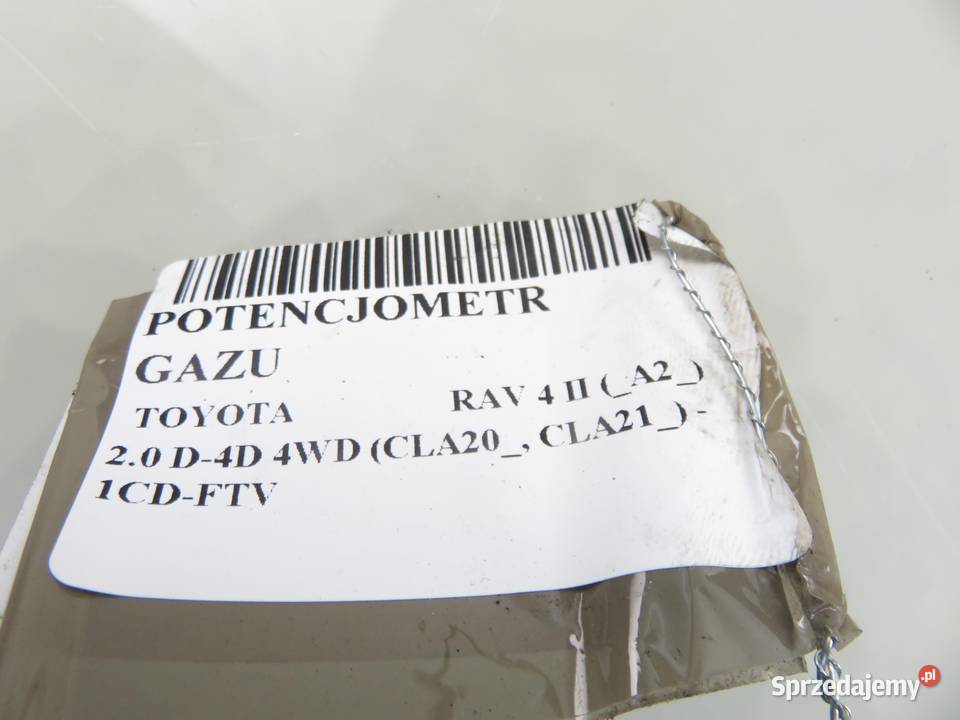 POTENCJOMETR
GAZU
TOYOTA RAV 4 II (_A2_)
2.0 D-4D 4WD (CLA20_, CLA21_) -
1CD-FTV
Sprzedajemy.pl